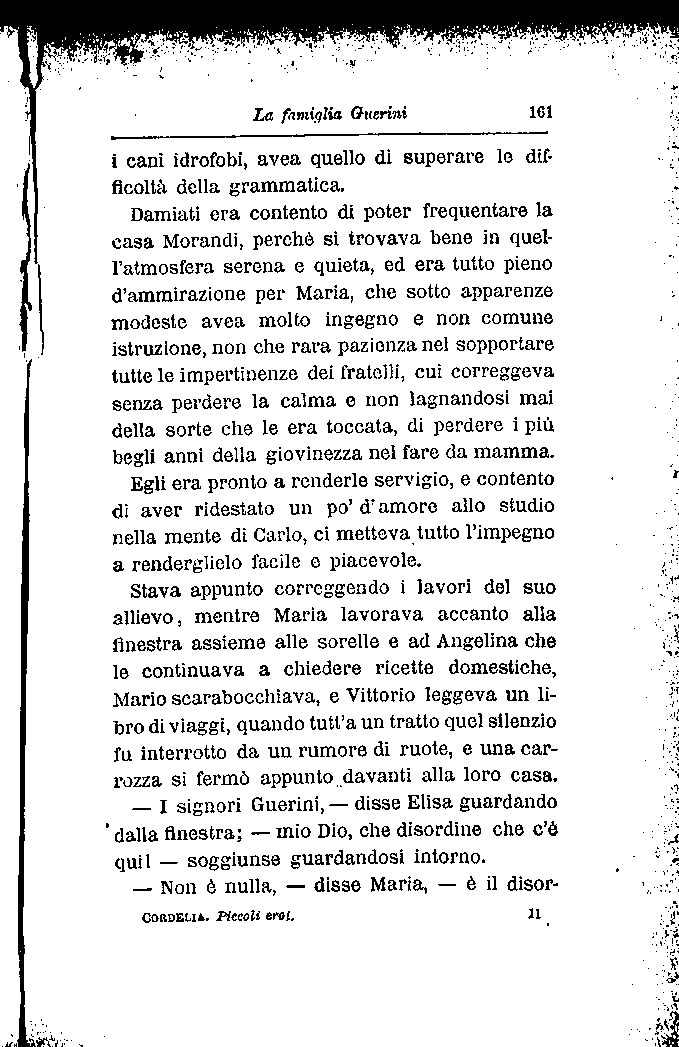 La famiglia Guerini 161
i cani idrofobi, avea quello di superare le dif-
ficoltà della grammatica.
Damiati era contento di poter frequentare la
casa Morandi, perchè si trovava bene in quel-
l'atmosfera serena e quieta, ed era tutto pieno
d'ammirazione per Maria, che sotto apparenze
modeste avea molto ingegno e non comune
istruzione, non che rara pazienza nel sopportare
tutte le impertinenze dei fratelli, cui correggeva
senza perdere la calma e non lagnandosi mai
della sorte che le era toccata, di perdere i più
begli anni della giovinezza nel fare da mamma.
Egli era pronto a renderle servigio, e contento
di aver ridestato un po' d'amore allo studio
nella mente di Carlo, ci metteva tutto l'impegno
a renderglielo facile e piacevole.
Stava appunto correggendo i lavori del suo
allievo, mentre Maria lavorava accanto alla
finestra assieme alle sorelle e ad Angelina che
le continuava a chiedere ricette domestiche,
Mario scarabocchiava, e Vittorio leggeva un li-
bro di viaggi, quando tutt'a un tratto quel silenzio
fu interrotto da un rumore di ruote, e una car-
rozza si fermò appunto davanti alla loro casa.
— I signori Guerini, — disse Elisa guardando
dalla finestra; — mio Dio, che disordine che c'è
qui! — soggiunse guardandosi intorno.
— Non è nulla, — disse Maria, — è il disor-
CORDELIA. Piccoli eroi. 11